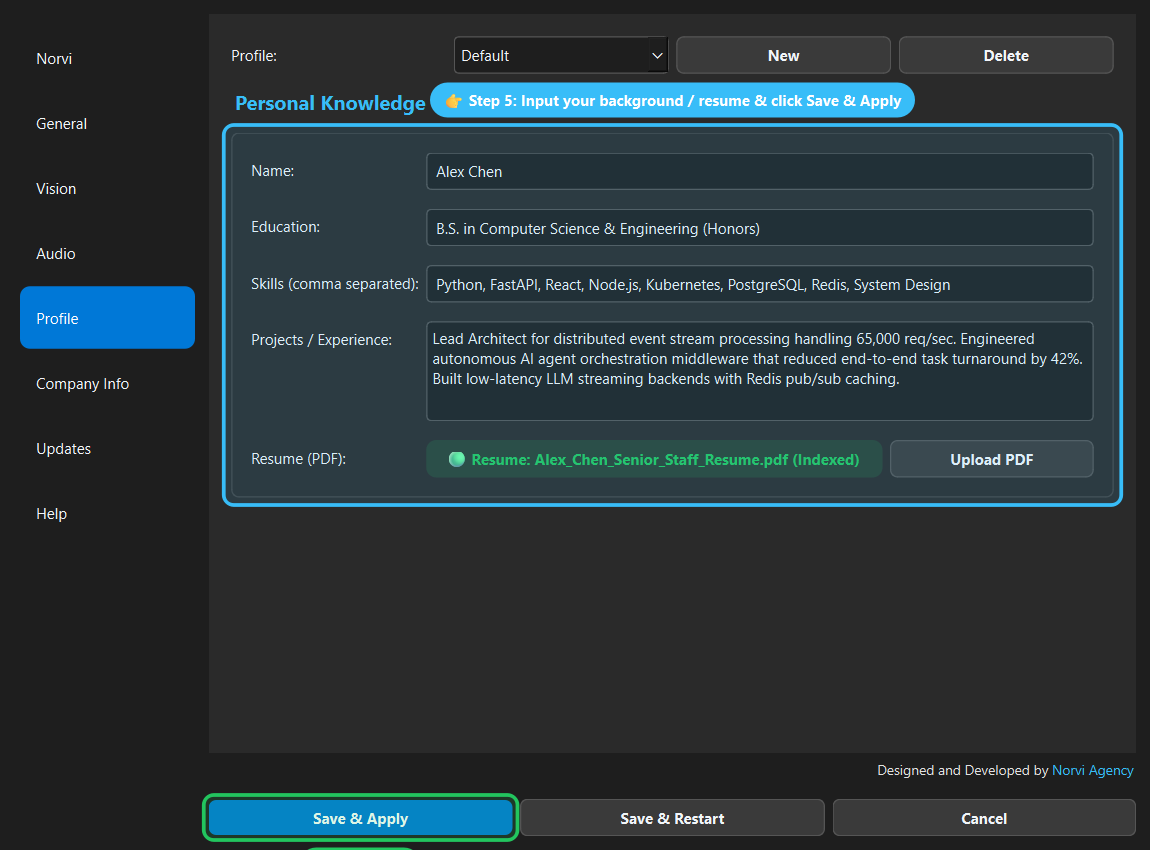 Norvi
General
Vision
Audio
Profile
Company Info
Updates
Help
Profile:
Default
New
Delete
Personal Knowledge
👉 Step 5: Input your background / resume & click Save & Apply
Name:
Alex Chen
Education:
B.S. in Computer Science & Engineering (Honors)
Skills (comma separated):
Python, FastAPI, React, Node.js, Kubernetes, PostgreSQL, Redis, System Design
Projects / Experience:
Lead Architect for distributed event stream processing handling 65,000 req/sec. Engineered
autonomous AI agent orchestration middleware that reduced end-to-end task turnaround by 42%.
Built low-latency LLM streaming backends with Redis pub/sub caching.
Resume (PDF):
Resume: Alex_Chen_Senior_Staff_Resume.pdf (Indexed)
Upload PDF
Designed and Developed by Norvi Agency
Save & Apply
Save & Restart
Cancel